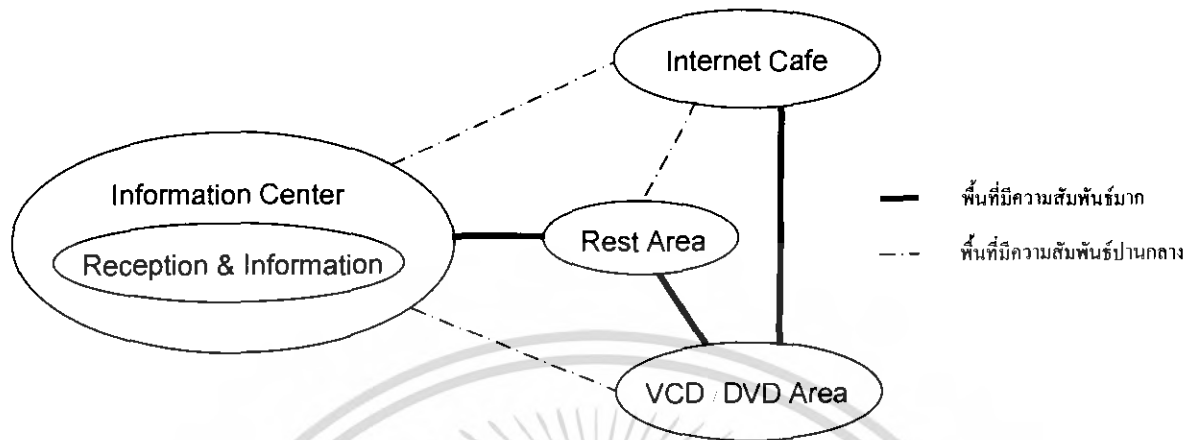 Internet Cafe
Information Center
Reception & Information
Rest Area
VCD / DVD Area
พื้นที่มีความสัมพันธ์มาก
พื้นที่มีความสัมพันธ์ปานกลาง